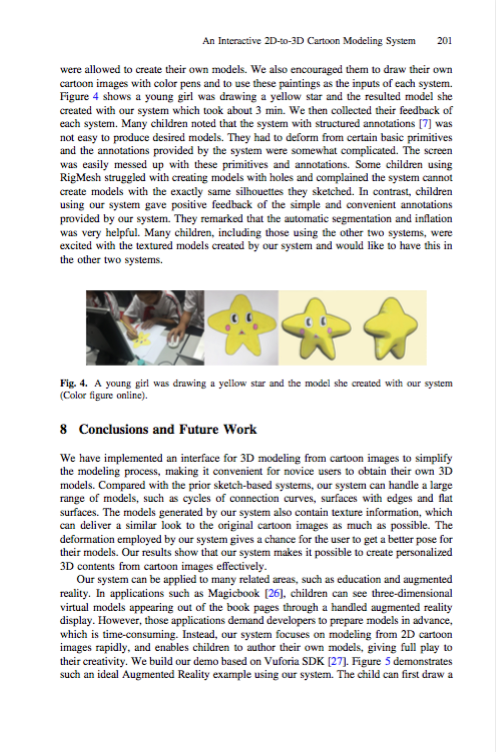 An Interactive 2D-to-3D Cartoon Modeling System 201
were allowed to create their own models. We also encouraged them to draw their own
cartoon images with color pens and to use these paintings as the inputs of each system.
Figure 4 shows a young girl was drawing a yellow star and the resulted model she
created with our system which took about 3 min. We then collected their feedback of
each system. Many children noted that the system with structured annotations [7] was
not easy to produce desired models. They had to deform from certain basic primitives
and the annotations provided by the system were somewhat complicated. The screen
was easily messed up with these primitives and annotations. Some children using
RigMesh struggled with creating models with holes and complained the system cannot
create models with the exactly same silhouettes they sketched. In contrast, children
using our system gave positive feedback of the simple and convenient annotations
provided by our system. They remarked that the automatic segmentation and inflation
was very helpful. Many children, including those using the other two systems, were
excited with the textured models created by our system and would like to have this in
the other two systems.
Fig. 4. A young girl was drawing a yellow star and the model she created with our system
(Color figure online).
8 Conclusions and Future Work
We have implemented an interface for 3D modeling from cartoon images to simplify
the modeling process, making it convenient for novice users to obtain their own 3D
models. Compared with the prior sketch-based systems, our system can handle a large
range of models, such as cycles of connection curves, surfaces with edges and flat
surfaces. The models generated by our system also contain texture information, which
can deliver a similar look to the original cartoon images as much as possible. The
deformation employed by our system gives a chance for the user to get a better pose for
their models. Our results show that our system makes it possible to create personalized
3D contents from cartoon images effectively.
Our system can be applied to many related areas, such as education and augmented
reality. In applications such as Magicbook [26], children can see three-dimensional
virtual models appearing out of the book pages through a handled augmented reality
display. However, those applications demand developers to prepare models in advance,
which is time-consuming. Instead, our system focuses on modeling from 2D cartoon
images rapidly, and enables children to author their own models, giving full play to
their creativity. We build our demo based on Vuforia SDK [27]. Figure 5 demonstrates
such an ideal Augmented Reality example using our system. The child can first draw a